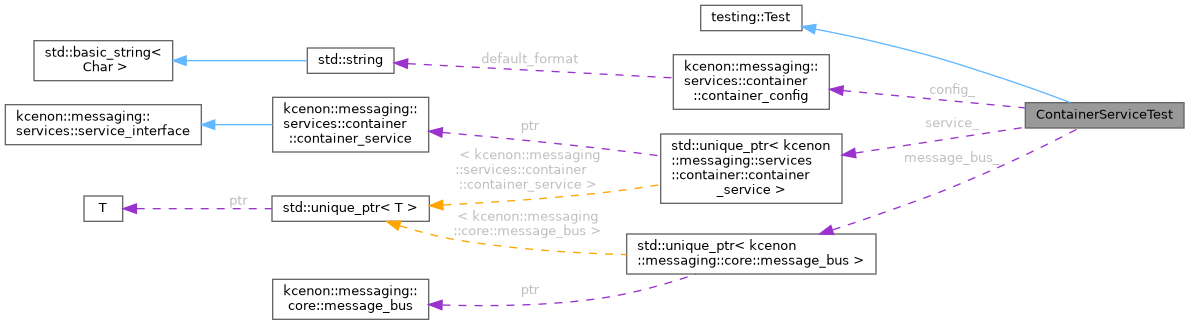 testing::Test
std::basic_string<
Char >
std::string
default_format
kcenon::messaging::
services::container
::container_config
config_
ContainerServiceTest
kcenon::messaging::
services::service_interface
kcenon::messaging::
services::container
::container_service
ptr
service_
std::unique_ptr< kcenon
::messaging::services
::container::container
_service >
message_bus_
< kcenon::messaging
::services::container
::container_service >
T
ptr
std::unique_ptr< T >
< kcenon::messaging
::core::message_bus >
std::unique_ptr< kcenon
::messaging::core::message_bus >
kcenon::messaging::
core::message_bus
ptr